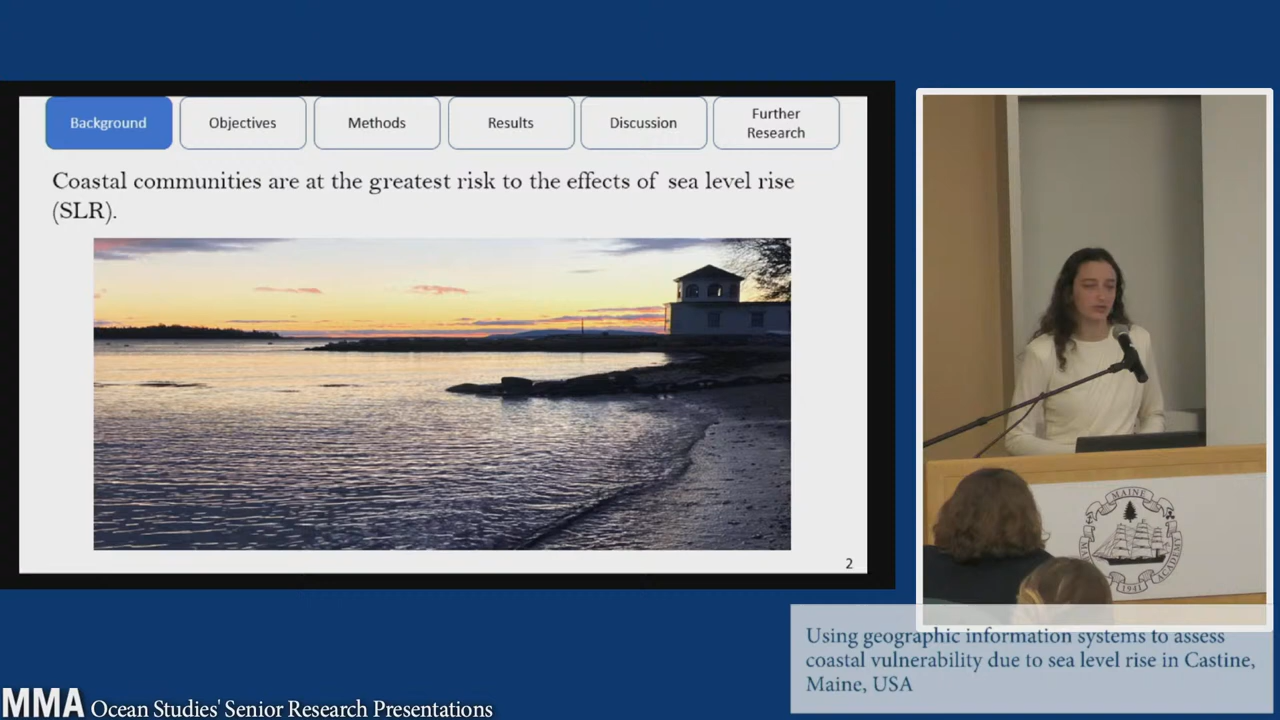 Background
Objectives
Methods
Results
Discussion
Further
Research
Coastal communities are at the greatest risk to the effects of sea level rise
(SLR).
2
MAINE
ACADEMY
1941
Using geographic information systems to assess
coastal vulnerability due to sea level rise in Castine,
Maine, USA
MMA Ocean Studies' Senior Research Presentations